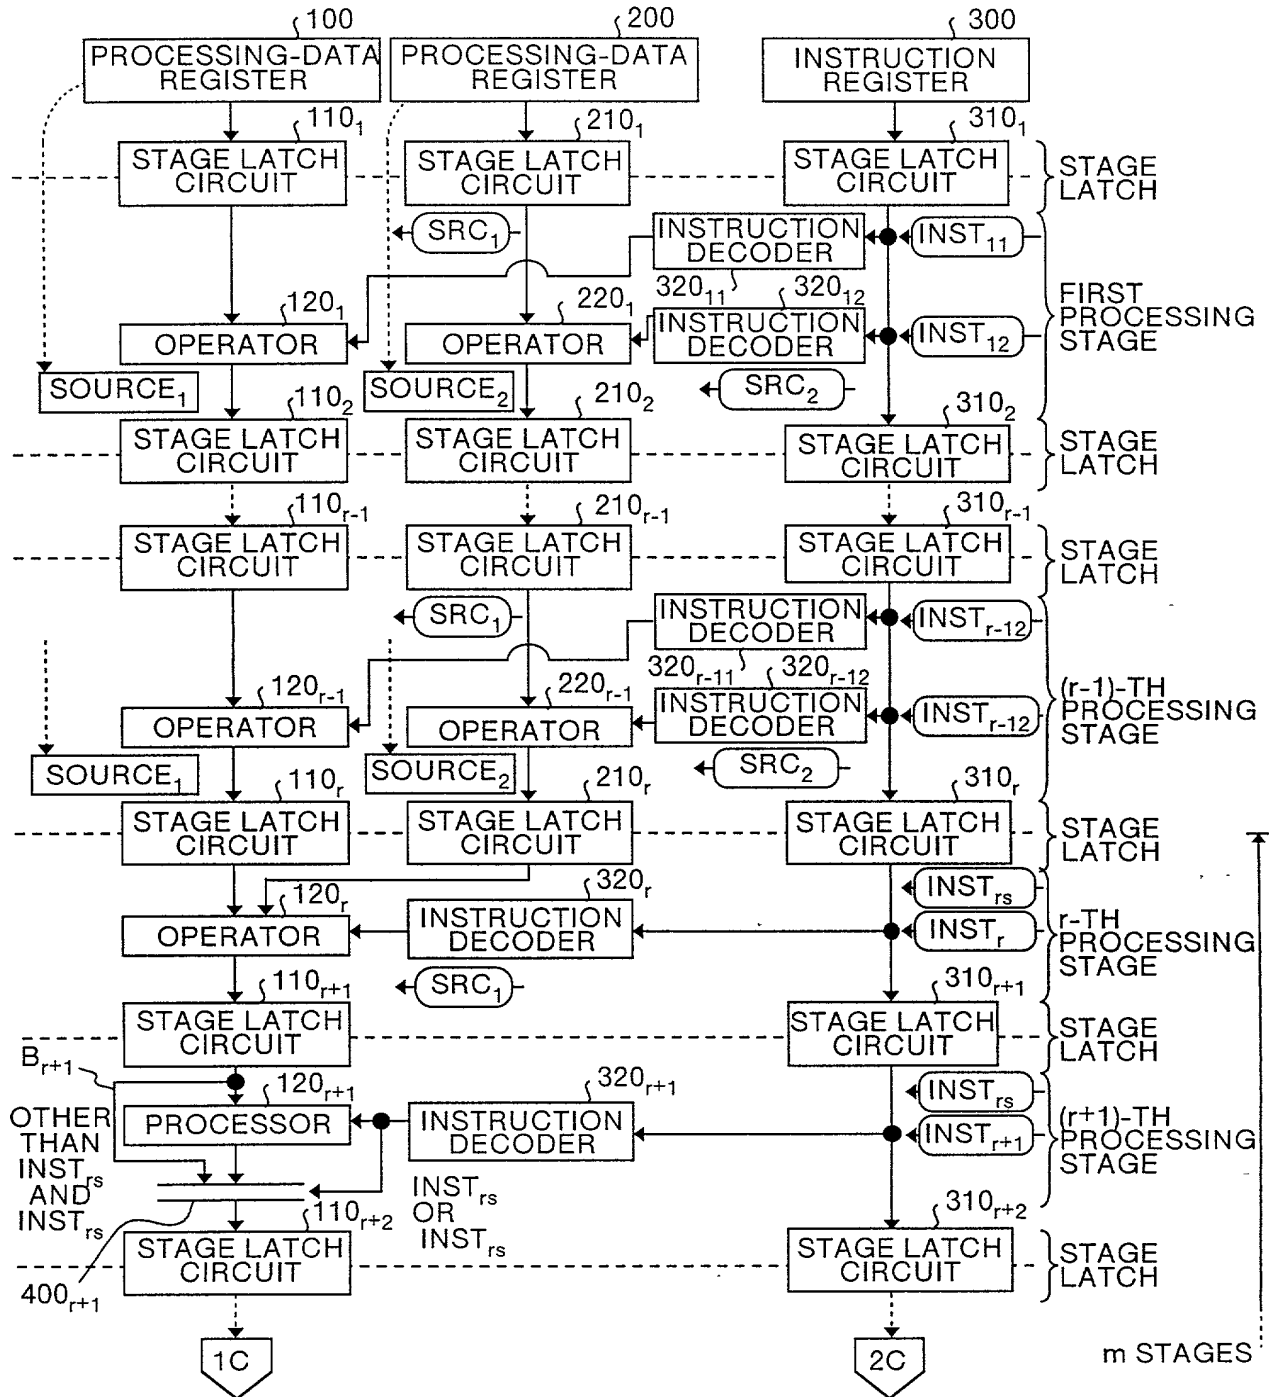 100
200
300
PROCESSING-DATA
REGISTER
PROCESSING-DATA
REGISTER
INSTRUCTION
REGISTER
110₁
210₁
310₁
STAGE LATCH
CIRCUIT
STAGE LATCH
CIRCUIT
STAGE LATCH
CIRCUIT
STAGE
LATCH
SRC₁
INSTRUCTION
DECODER
INST₁₁
320₁₁
320₁₂
120₁
220₁
FIRST
PROCESSING
STAGE
OPERATOR
OPERATOR
INSTRUCTION
DECODER
INST₁₂
SOURCE₁
SOURCE₂
SRC₂
110₂
210₂
310₂
STAGE LATCH
CIRCUIT
STAGE LATCH
CIRCUIT
STAGE LATCH
CIRCUIT
STAGE
LATCH
110r-1
210r-1
310r-1
STAGE LATCH
CIRCUIT
STAGE LATCH
CIRCUIT
STAGE LATCH
CIRCUIT
STAGE
LATCH
SRC₁
INSTRUCTION
DECODER
INSTr-12
320r-11
320r-12
120r-1
220r-1
(r-1)-TH
PROCESSING
STAGE
OPERATOR
OPERATOR
INSTRUCTION
DECODER
INSTr-12
SOURCE₁
SOURCE₂
SRC₂
110r
210r
310r
STAGE LATCH
CIRCUIT
STAGE LATCH
CIRCUIT
STAGE LATCH
CIRCUIT
STAGE
LATCH
120r
320r
INSTrs
OPERATOR
INSTRUCTION
DECODER
INSTr
r-TH
PROCESSING
STAGE
SRC₁
110r+1
310r+1
STAGE LATCH
CIRCUIT
STAGE LATCH
CIRCUIT
STAGE
LATCH
Br+1
120r+1
320r+1
INSTrs
PROCESSOR
INSTRUCTION
DECODER
INSTr+1
(r+1)-TH
PROCESSING
STAGE
OTHER
THAN
INSTrs
AND
INSTrs
INSTrs
OR
INSTrs
110r+2
310r+2
STAGE LATCH
CIRCUIT
STAGE LATCH
CIRCUIT
STAGE
LATCH
400r+1
1C
2C
m STAGES